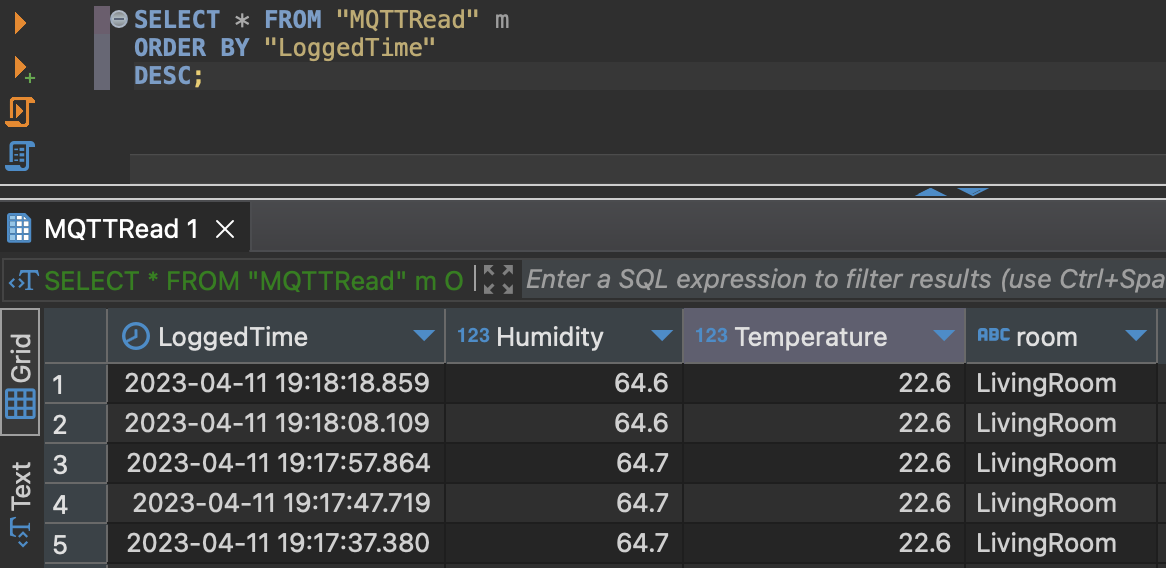 SELECT * FROM "MQTTRead" m
ORDER BY "LoggedTime"
DESC;
MQTTRead 1
SELECT * FROM "MQTTRead" m O
Enter a SQL expression to filter results (use Ctrl+Spa
Grid
Text
LoggedTime 123 Humidity 123 Temperature ABC room
1 2023-04-11 19:18:18.859 64.6 22.6 LivingRoom
2 2023-04-11 19:18:08.109 64.6 22.6 LivingRoom
3 2023-04-11 19:17:57.864 64.7 22.6 LivingRoom
4 2023-04-11 19:17:47.719 64.7 22.6 LivingRoom
5 2023-04-11 19:17:37.380 64.7 22.6 LivingRoom